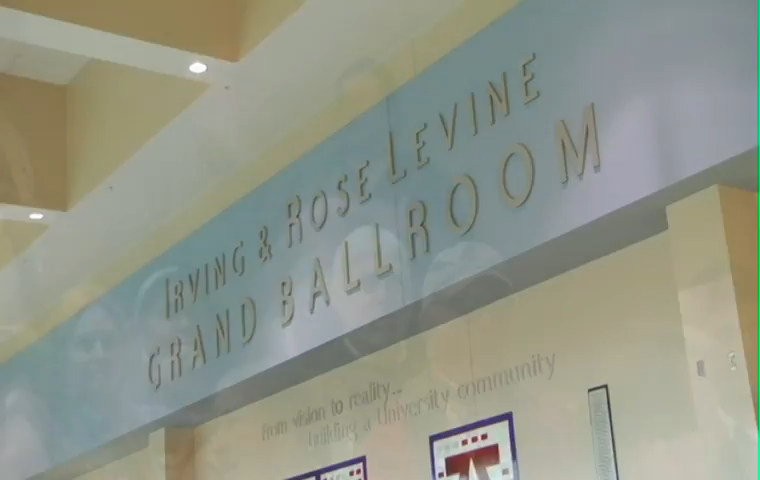 IRVING & ROSE LEVINE
GRAND BALLROOM
from vision to reality...
building a University community